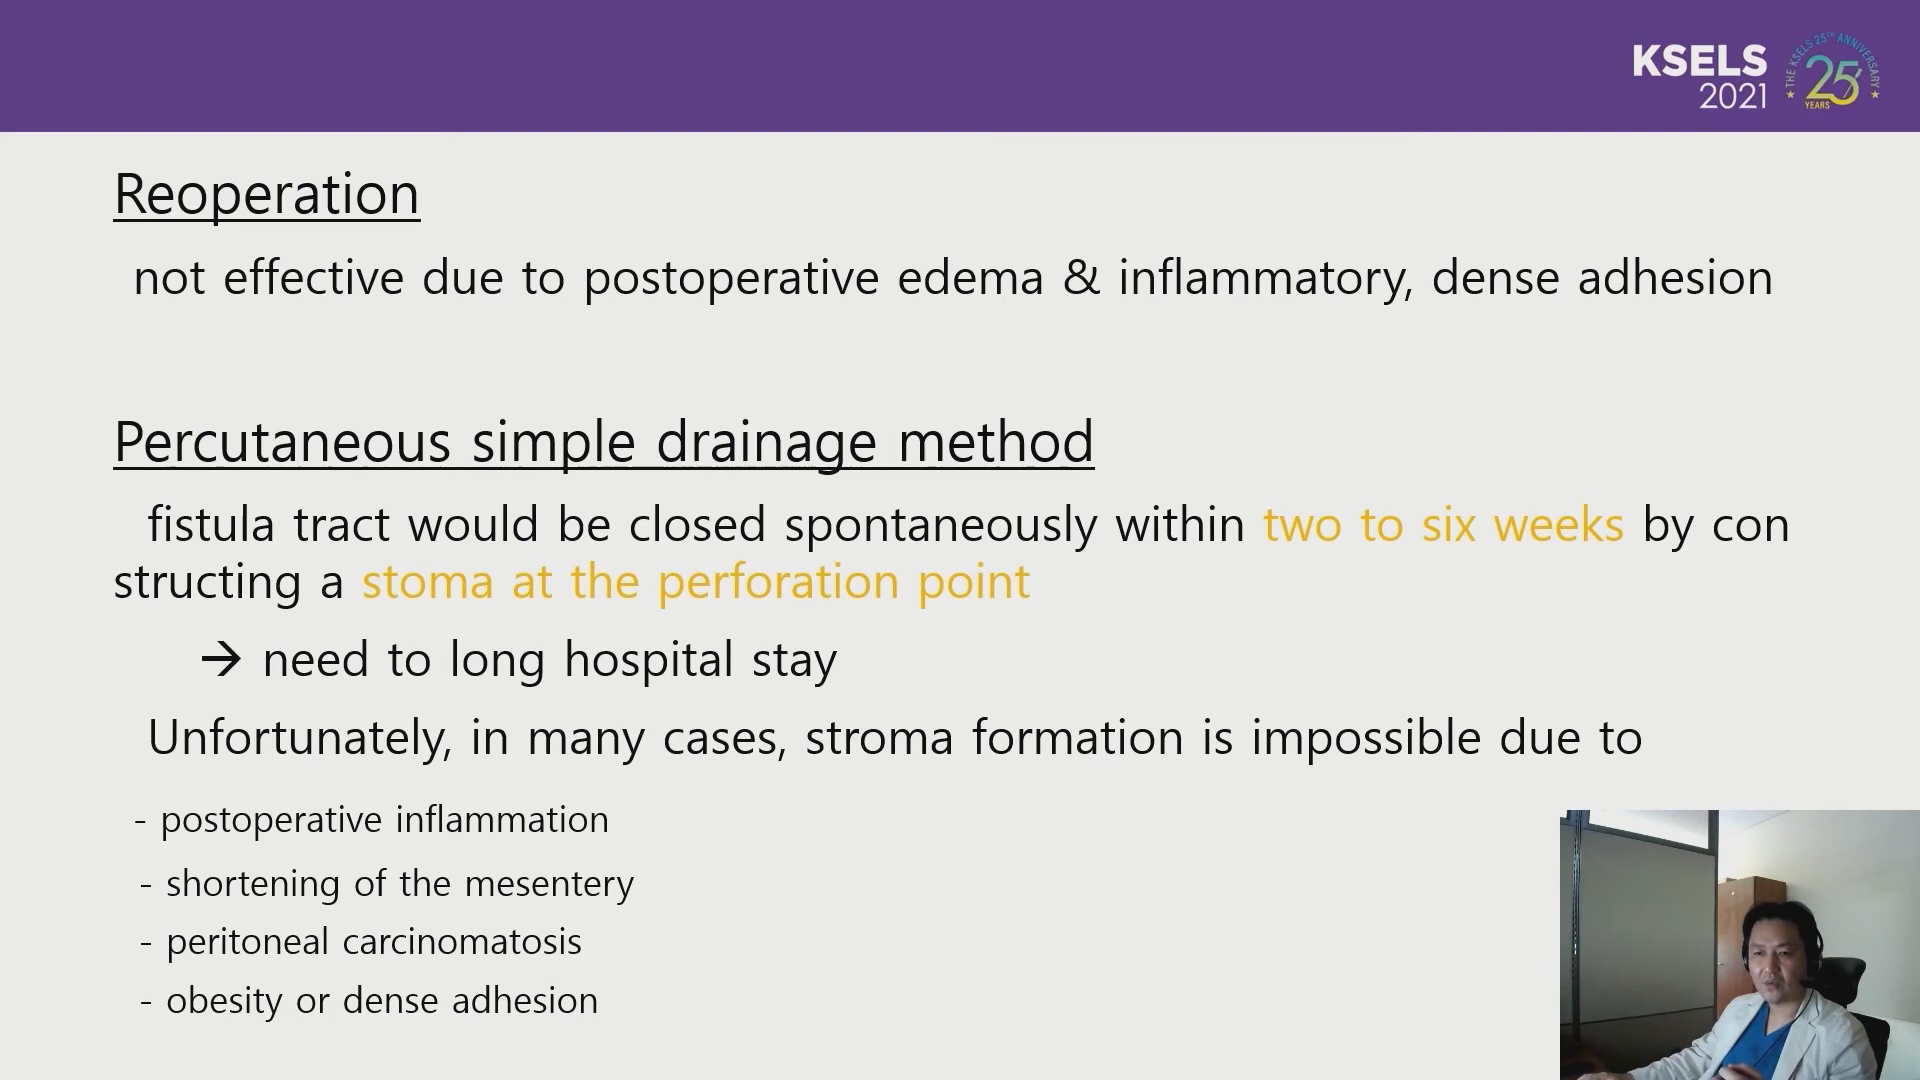 KSELS
2021
THE KSELS 25TH ANNIVERSARY
25
YEARS
Reoperation
not effective due to postoperative edema & inflammatory, dense adhesion
Percutaneous simple drainage method
fistula tract would be closed spontaneously within two to six weeks by con
structing a stoma at the perforation point
→ need to long hospital stay
Unfortunately, in many cases, stroma formation is impossible due to
- postoperative inflammation
- shortening of the mesentery
- peritoneal carcinomatosis
- obesity or dense adhesion